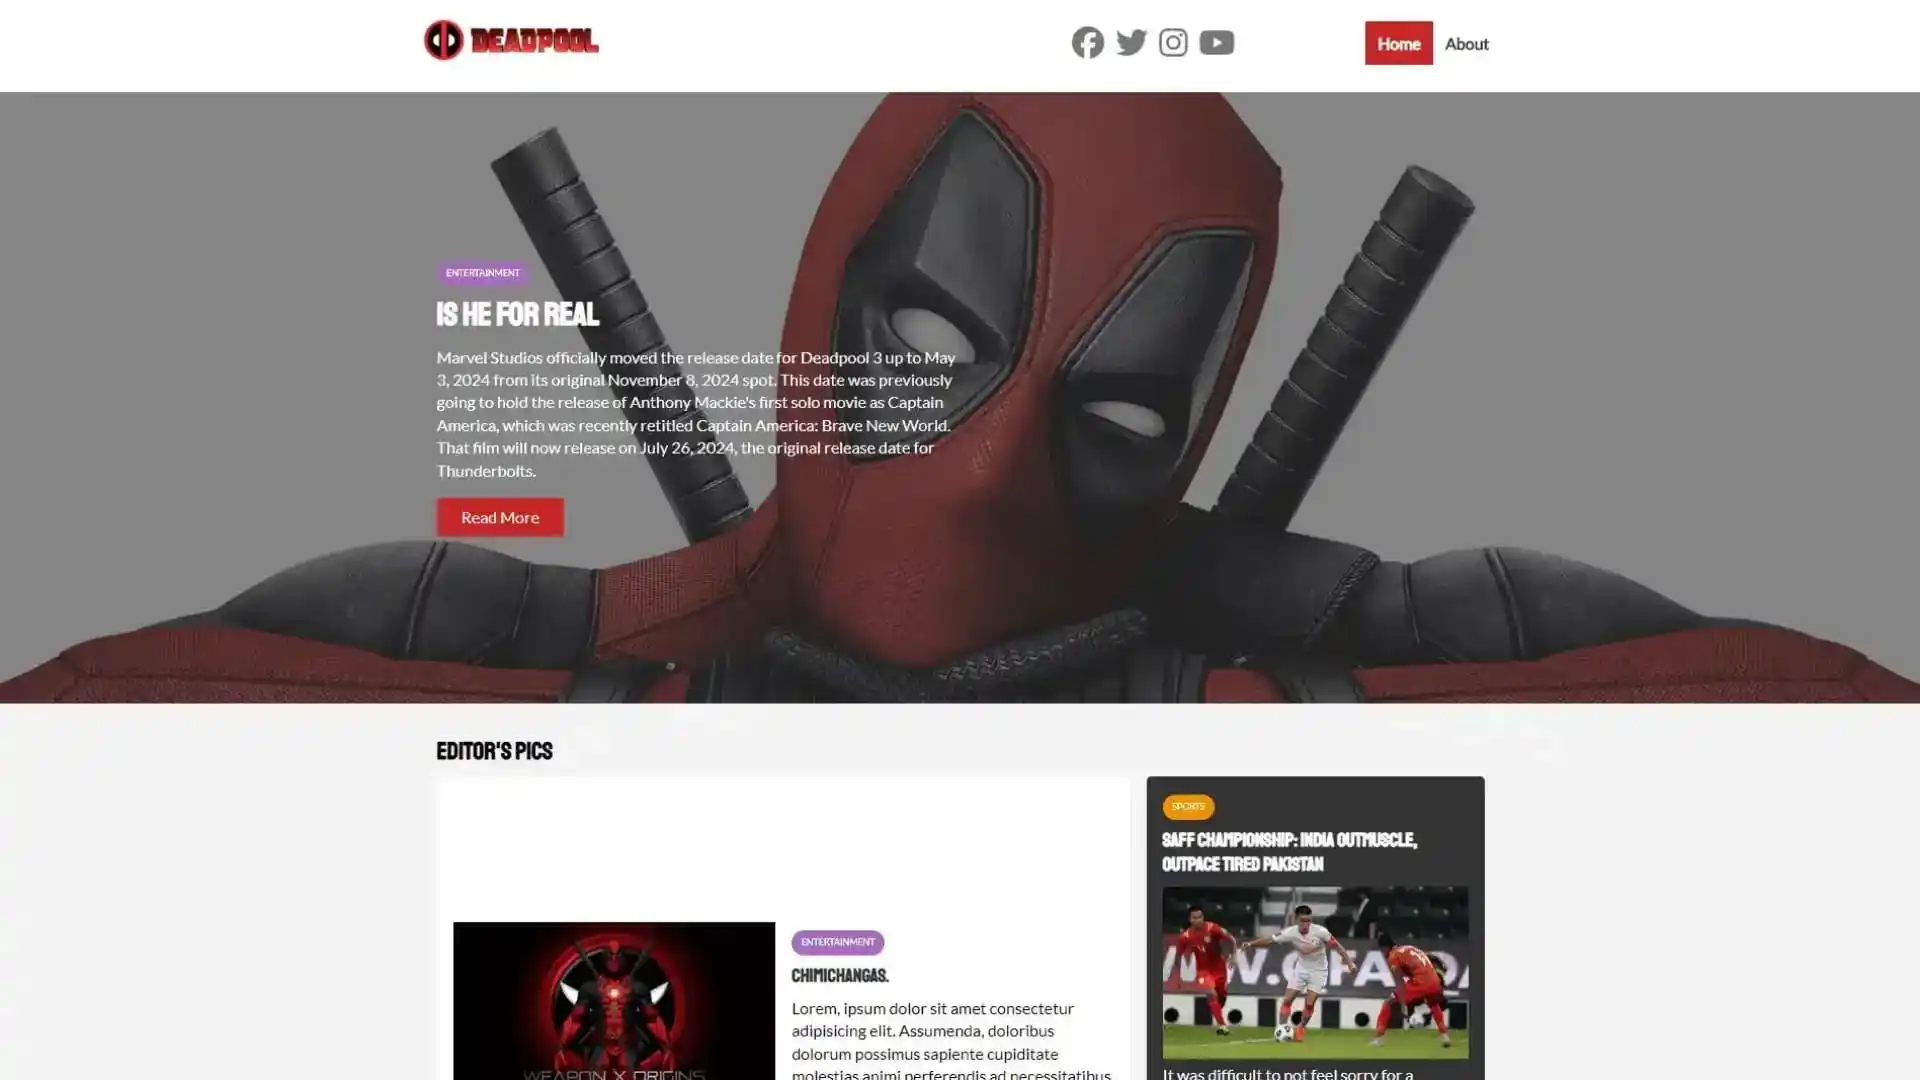 DEADPOOL
Home
About
ENTERTAINMENT
IS HE FOR REAL
Marvel Studios officially moved the release date for Deadpool 3 up to May
3, 2024 from its original November 8, 2024 spot. This date was previously
going to hold the release of Anthony Mackie's first solo movie as Captain
America, which was recently retitled Captain America: Brave New World.
That film will now release on July 26, 2024, the original release date for
Thunderbolts.
Read More
EDITOR'S PICS
ENTERTAINMENT
CHIMICHANGAS.
Lorem, ipsum dolor sit amet consectetur
adipisicing elit. Assumenda, doloribus
dolorum possimus sapiente cupiditate
molestias animi perferendis ad necessitatibus
WEAPON X ORIGINS
SPORTS
SAFF CHAMPIONSHIP: INDIA OUTMUSCLE,
OUTPACE TIRED PAKISTAN
It was difficult to not feel sorry for a